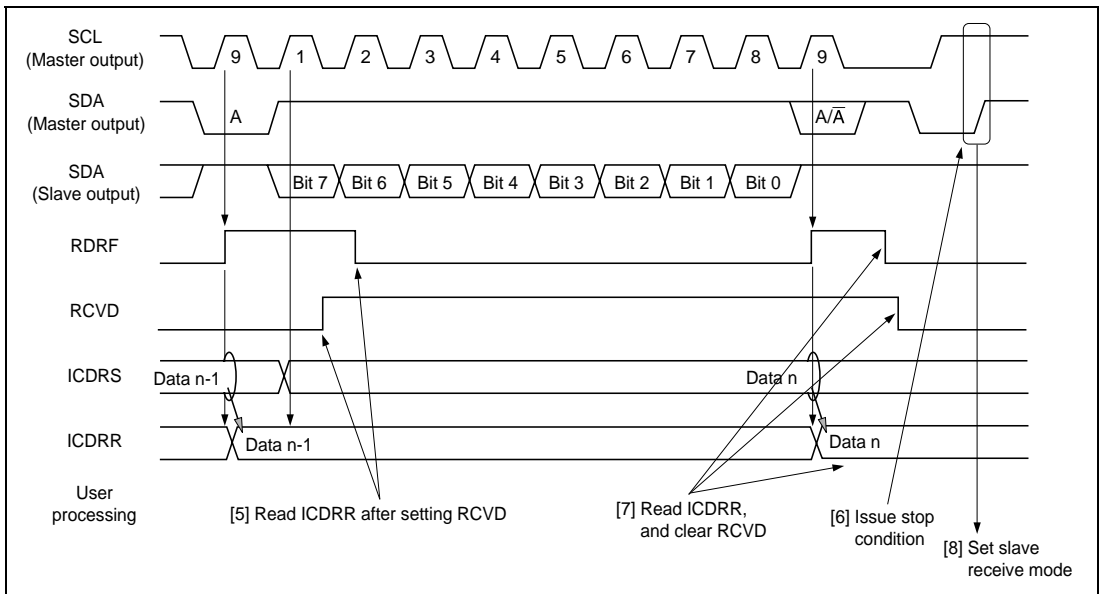 SCL
(Master output)
9 1 2 3 4 5 6 7 8 9
SDA
(Master output)
A A/A̅
SDA
(Slave output)
Bit 7 Bit 6 Bit 5 Bit 4 Bit 3 Bit 2 Bit 1 Bit 0
RDRF
RCVD
ICDRS
Data n-1 Data n
ICDRR
Data n-1 Data n
User
processing
[5] Read ICDRR after setting RCVD
[7] Read ICDRR,
and clear RCVD
[6] Issue stop
condition
[8] Set slave
receive mode